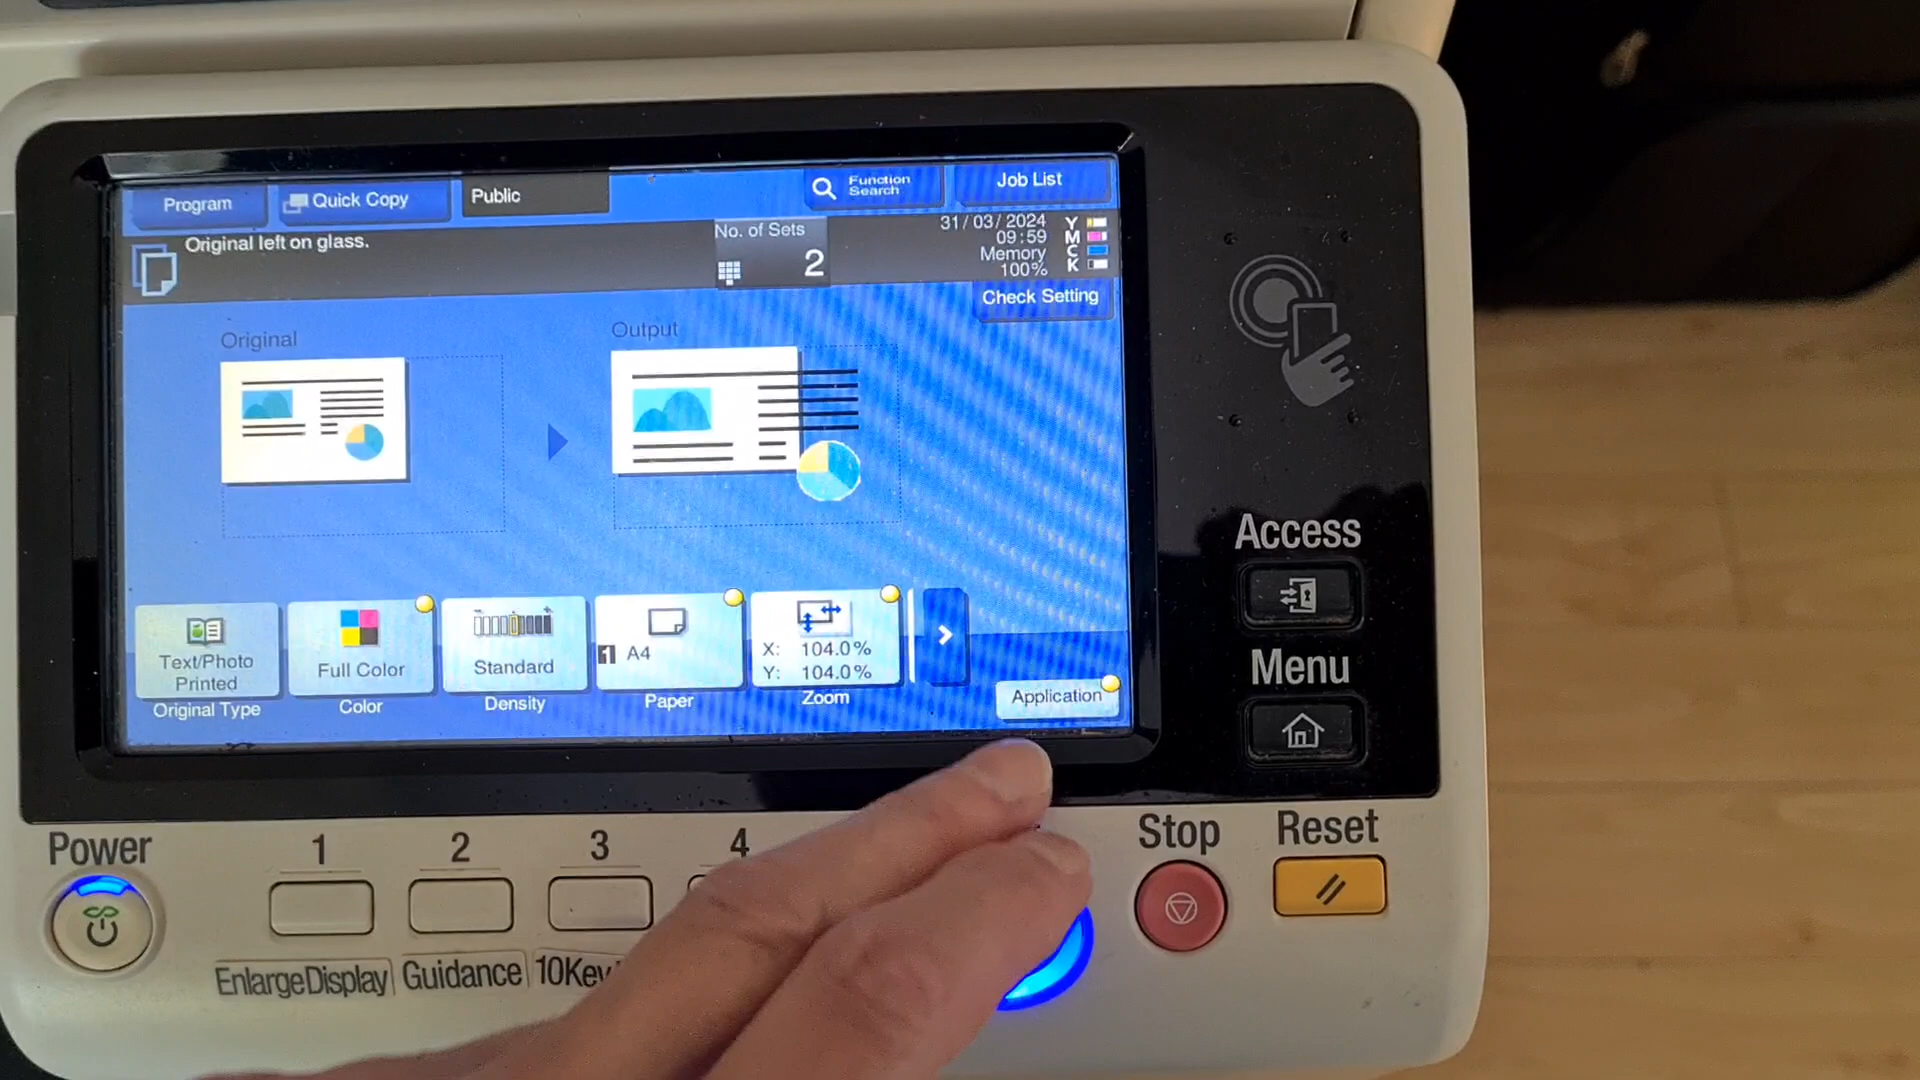 Program
Quick Copy
Public
Function
Search
Job List
Original left on glass.
No. of Sets
2
31/03/2024
09:59
Memory
100%
Y
M
C
K
Check Setting
Original
Output
Text/Photo
Printed
Original Type
Full Color
Color
Standard
Density
1 A4
Paper
X: 104.0%
Y: 104.0%
Zoom
Application
Access
Menu
Power
1
2
3
4
Stop
Reset
EnlargeDisplay
Guidance